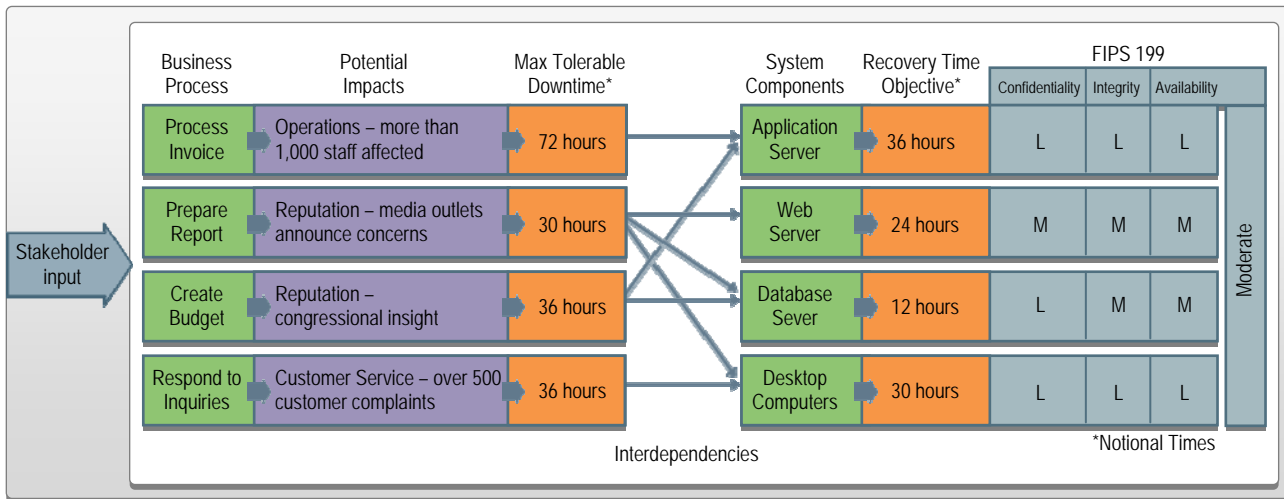 FIPS 199
Business Process
Potential Impacts
Max Tolerable Downtime*
System Components
Recovery Time Objective*
Confidentiality
Integrity
Availability
Stakeholder input
Process Invoice
Operations – more than 1,000 staff affected
72 hours
Application Server
36 hours
L
L
L
Prepare Report
Reputation – media outlets announce concerns
30 hours
Web Server
24 hours
M
M
M
Create Budget
Reputation – congressional insight
36 hours
Database Sever
12 hours
L
M
M
Respond to Inquiries
Customer Service – over 500 customer complaints
36 hours
Desktop Computers
30 hours
L
L
L
Moderate
*Notional Times
Interdependencies